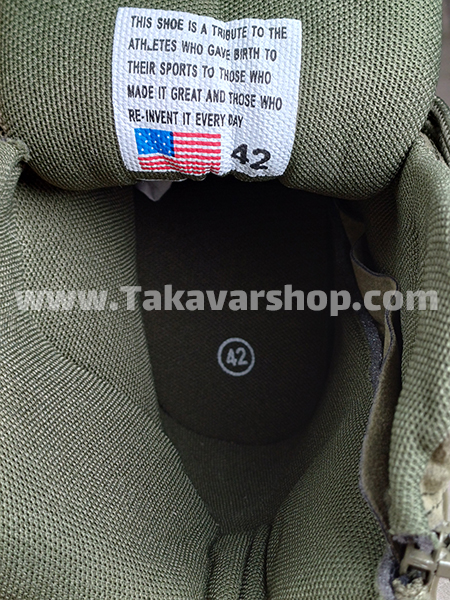 THIS SHOE IS A TRIBUTE TO THE
ATHLETES WHO GAVE BIRTH TO
THEIR SPORTS TO THOSE WHO
MADE IT GREAT AND THOSE WHO
RE-INVENT IT EVERY DAY
42
www.Takavarshop.com
42